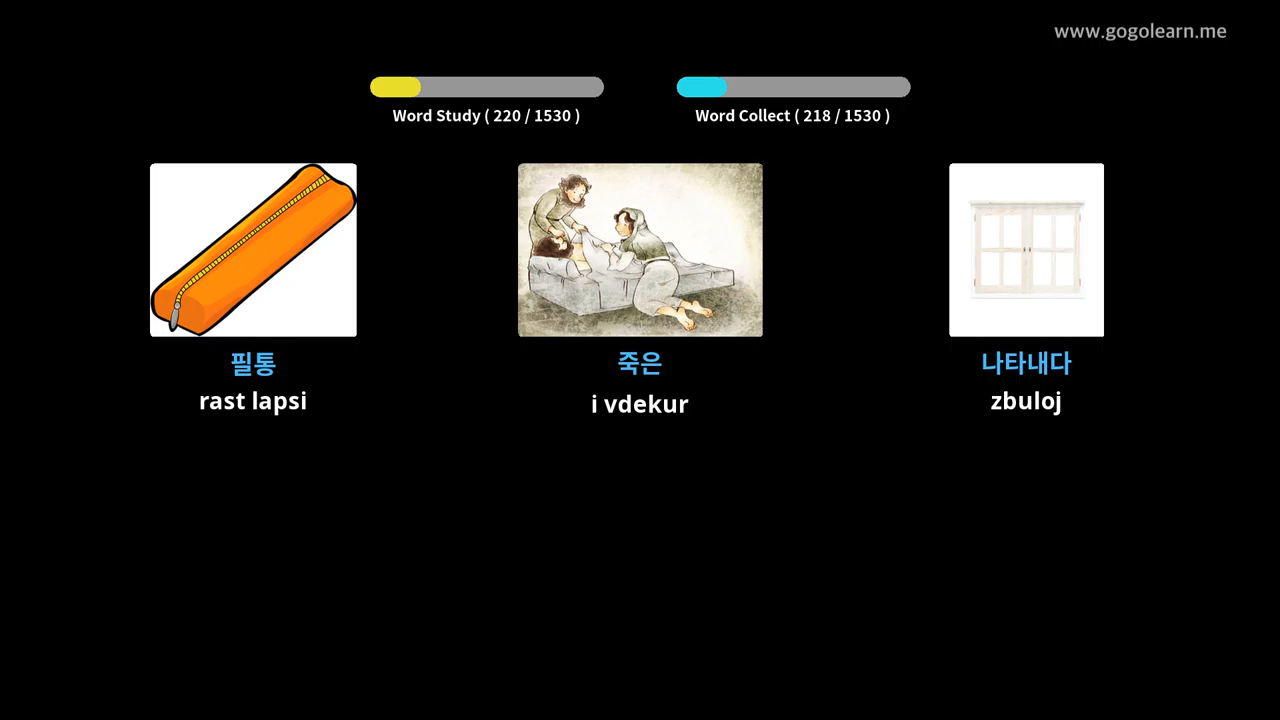 www.gogolearn.me
Word Study ( 220 / 1530 )
Word Collect ( 218 / 1530 )
필통
rast lapsi
죽은
i vdekur
나타내다
zbuloj